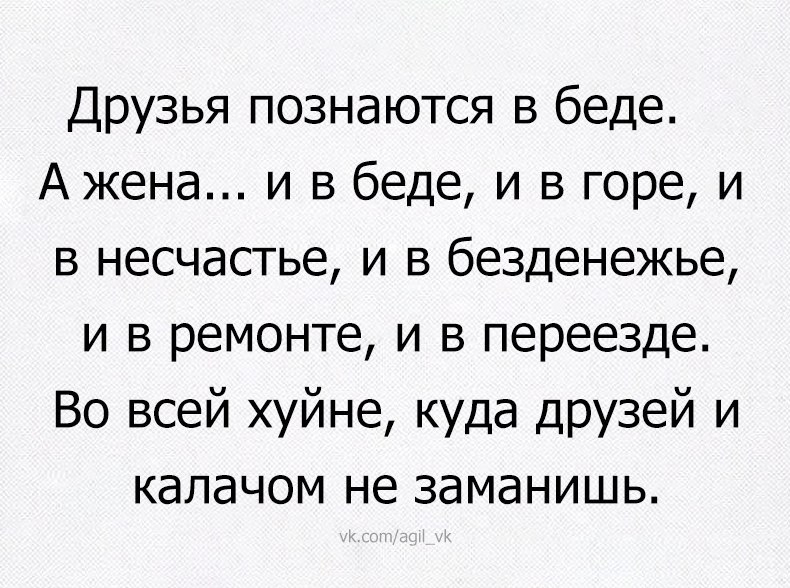 Друзья познаются в беде.
А жена... и в беде, и в горе, и
в несчастье, и в безденежье,
и в ремонте, и в переезде.
Во всей хуйне, куда друзей и
калачом не заманишь.
vk.com/agil_vk